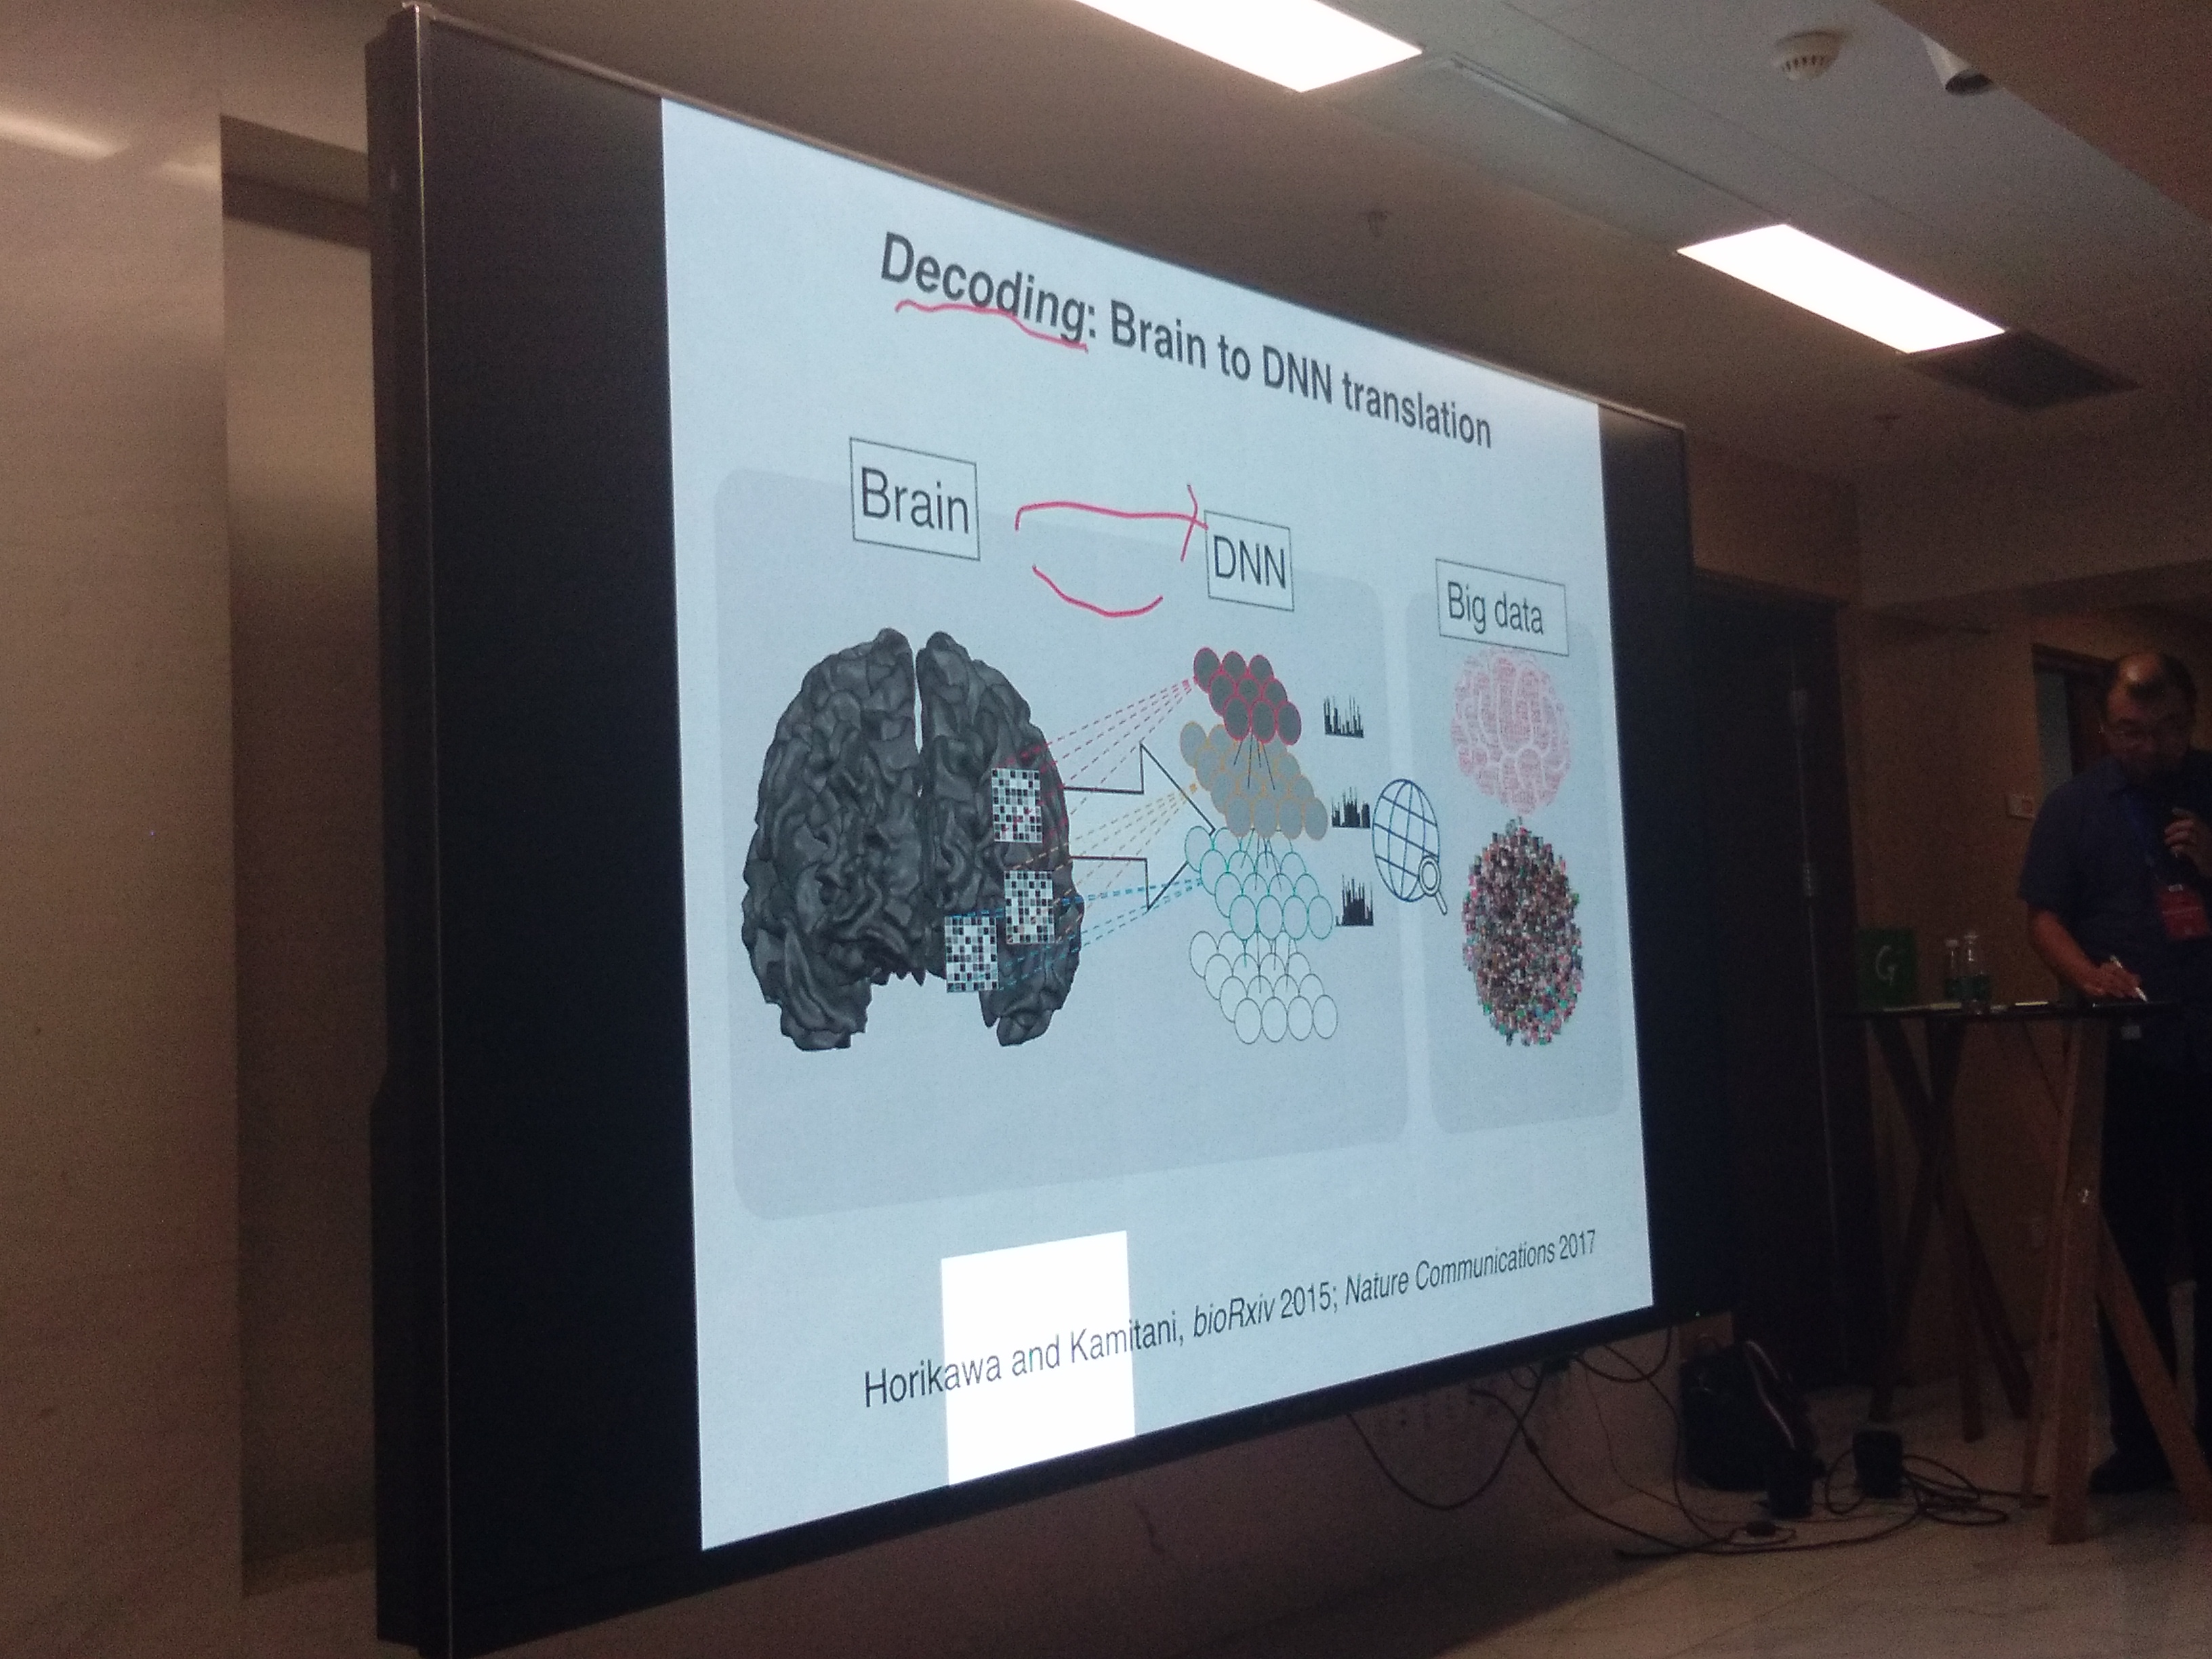 Decoding: Brain to DNN translation
Brain
DNN
Big data
Horikawa and Kamitani, bioRxiv 2015; Nature Communications 2017
G